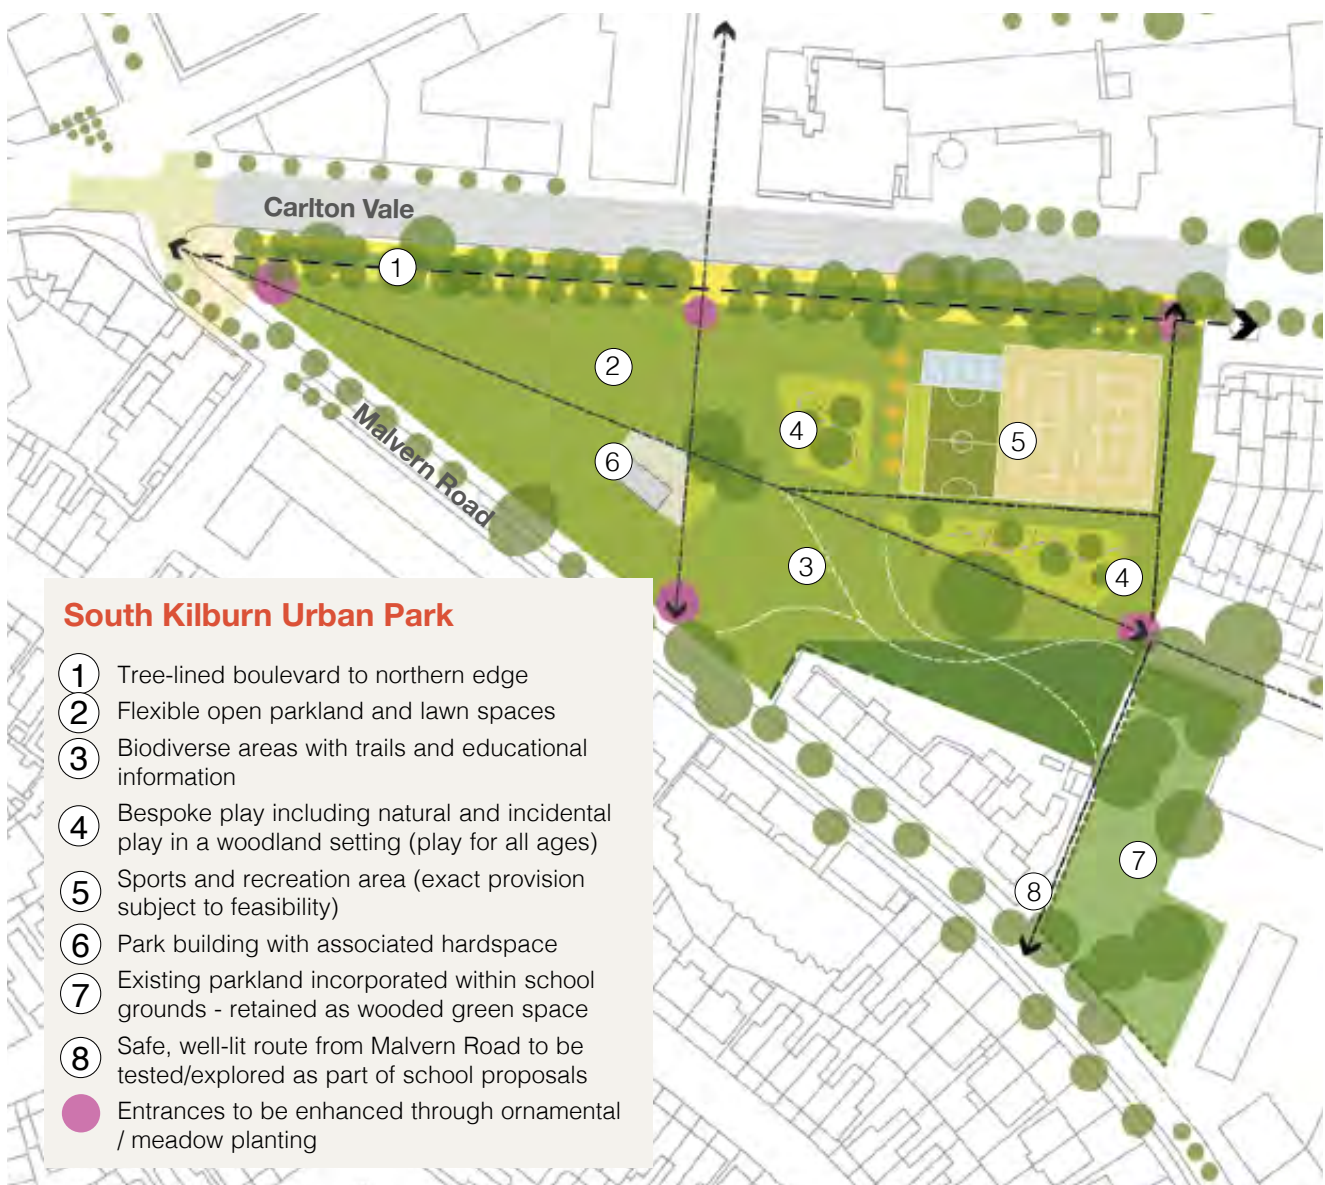 Carlton Vale
1
2
4
5
6
Malvern Road
3
4
7
8
South Kilburn Urban Park
1 Tree-lined boulevard to northern edge
2 Flexible open parkland and lawn spaces
3 Biodiverse areas with trails and educational
information
4 Bespoke play including natural and incidental
play in a woodland setting (play for all ages)
5 Sports and recreation area (exact provision
subject to feasibility)
6 Park building with associated hardspace
7 Existing parkland incorporated within school
grounds - retained as wooded green space
8 Safe, well-lit route from Malvern Road to be
tested/explored as part of school proposals
Entrances to be enhanced through ornamental
/ meadow planting